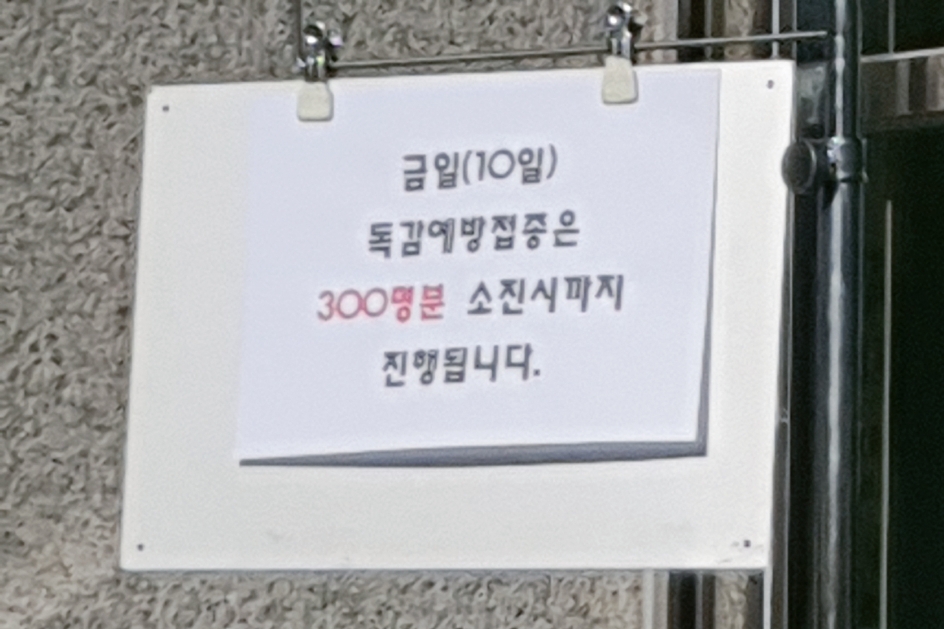 금일(10일)
독감예방접종은
300명분 소진시까지
진행됩니다.